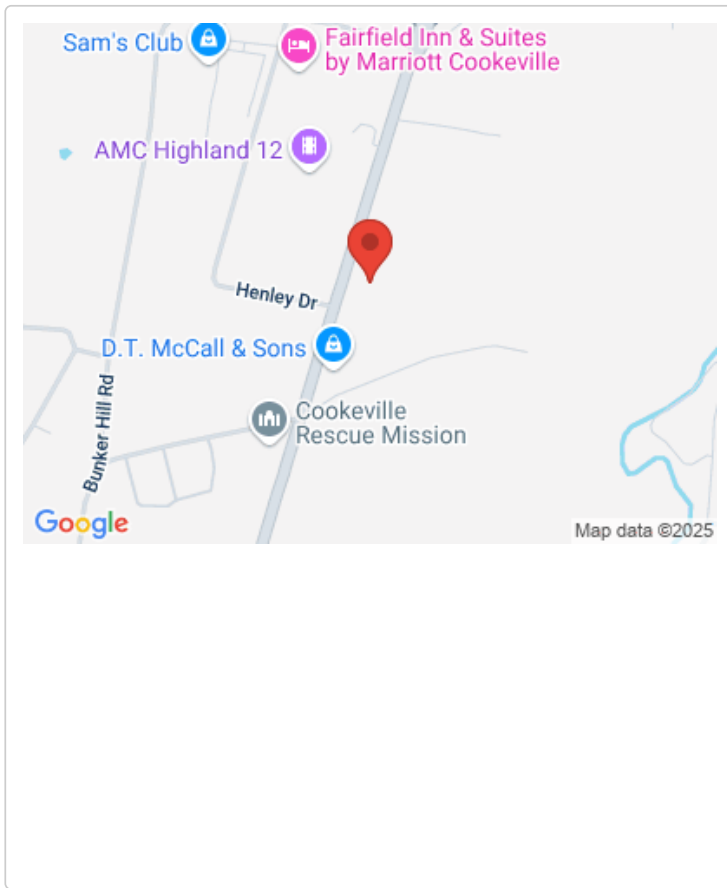 Sam's Club
Fairfield Inn & Suites
by Marriott Cookeville
AMC Highland 12
Henley Dr
D.T. McCall & Sons
Bunker Hill Rd
Cookeville
Rescue Mission
Google
Map data ©2025